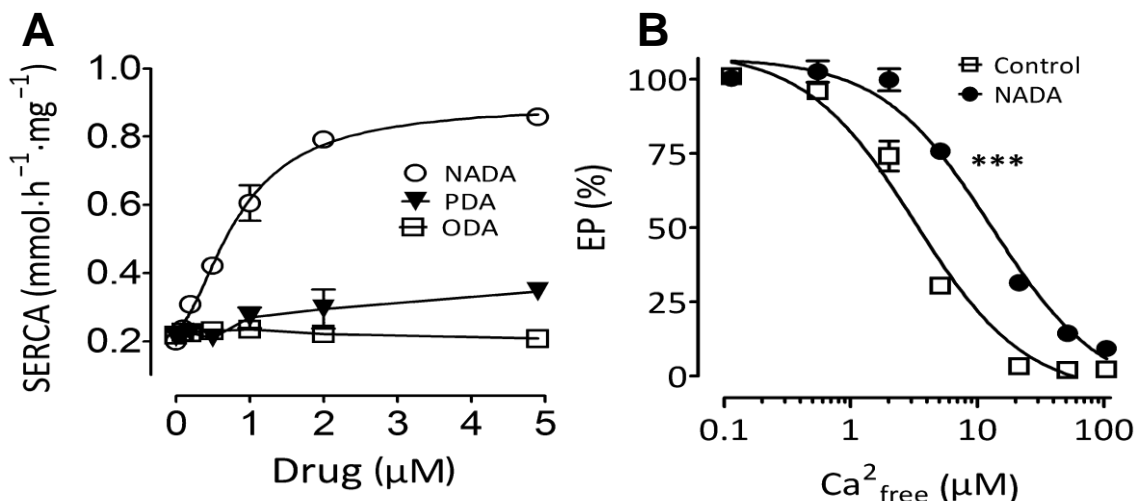 A
SERCA (mmol·h⁻¹·mg⁻¹)
1.0
0.8
0.6
0.4
0.2
NADA
PDA
ODA
0 1 2 3 4 5
Drug (µM)
B
EP (%)
100
75
50
25
0
Control
NADA
***
0.1 1 10 100
Ca²free (µM)